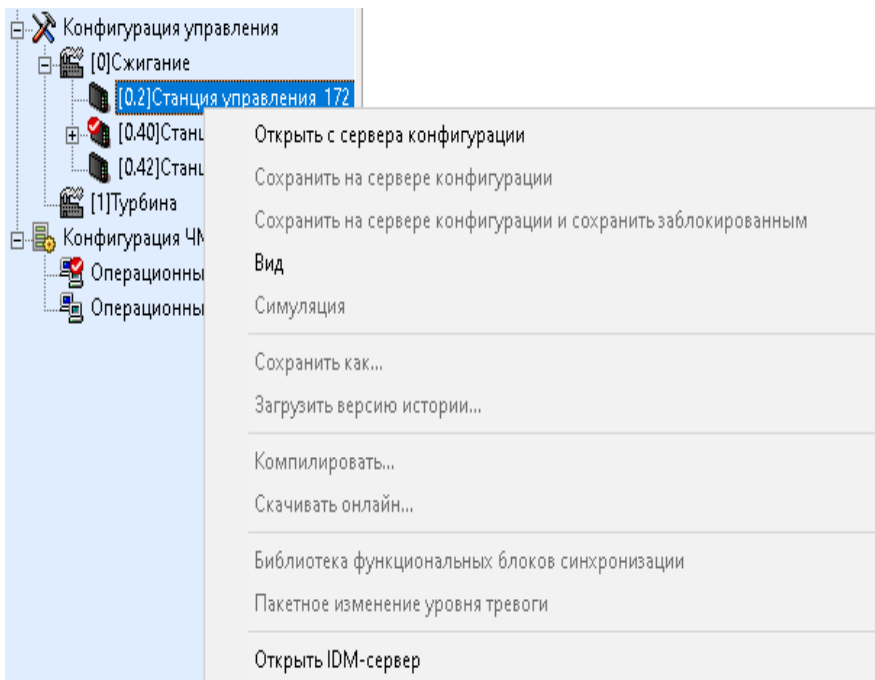 Конфигурация управления
[0]Сжигание
[0.2]Станция управления 172
[0.40]Станц
[0.42]Станц
[1]Турбина
Конфигурация ЧМ
Операционны
Операционны
Открыть с сервера конфигурации
Сохранить на сервере конфигурации
Сохранить на сервере конфигурации и сохранить заблокированным
Вид
Симуляция
Сохранить как...
Загрузить версию истории...
Компилировать...
Скачивать онлайн...
Библиотека функциональных блоков синхронизации
Пакетное изменение уровня тревоги
Открыть IDM-сервер